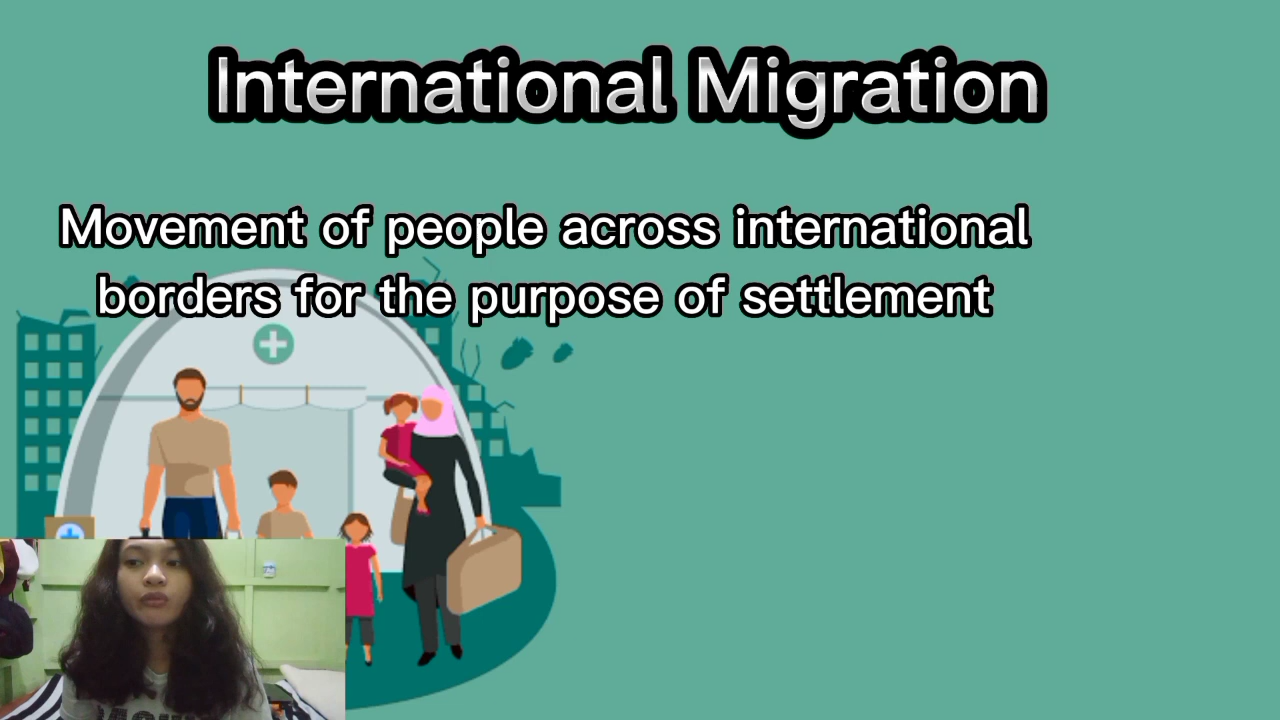 International Migration
Movement of people across international
borders for the purpose of settlement